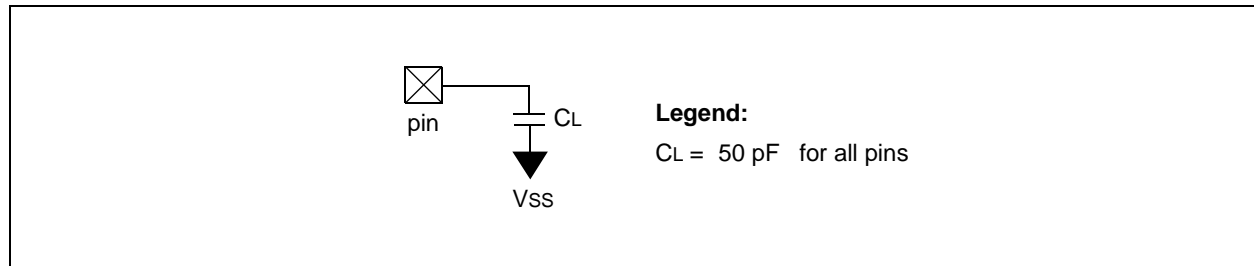 pin
CL
VSS
Legend:
CL = 50 pF for all pins